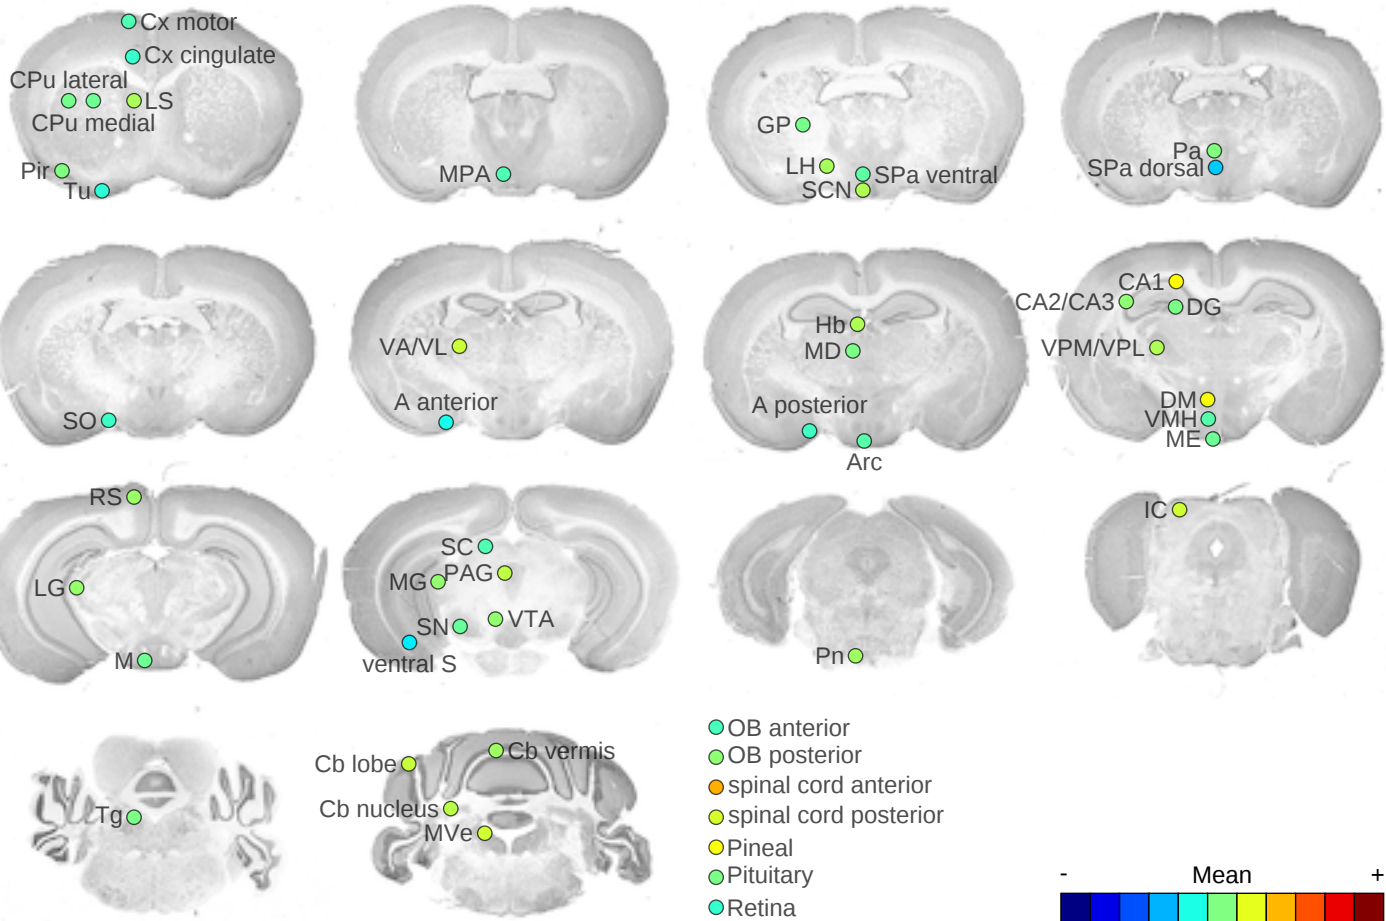 Cx motor
Cx cingulate
CPu lateral
LS
CPu medial
Pir
Tu
MPA
GP
LH
SPa ventral
SCN
Pa
SPa dorsal
SO
VA/VL
A anterior
Hb
MD
A posterior
Arc
CA1
CA2/CA3
DG
VPM/VPL
DM
VMH
ME
RS
LG
M
SC
MG
PAG
SN
VTA
ventral S
Pn
IC
Tg
Cb lobe
Cb vermis
Cb nucleus
MVe
OB anterior
OB posterior
spinal cord anterior
spinal cord posterior
Pineal
Pituitary
Retina
- Mean +